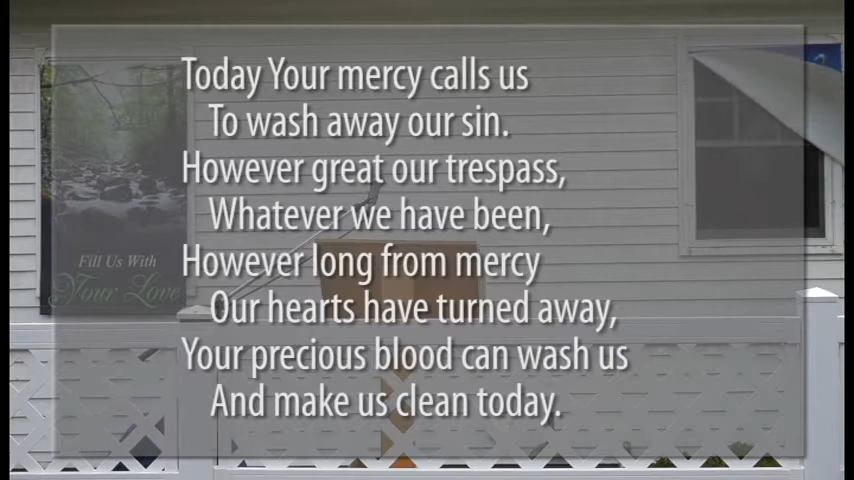 Today Your mercy calls us
To wash away our sin.
However great our trespass,
Whatever we have been,
However long from mercy
Our hearts have turned away,
Your precious blood can wash us
And make us clean today.
Fill Us With
Your Love